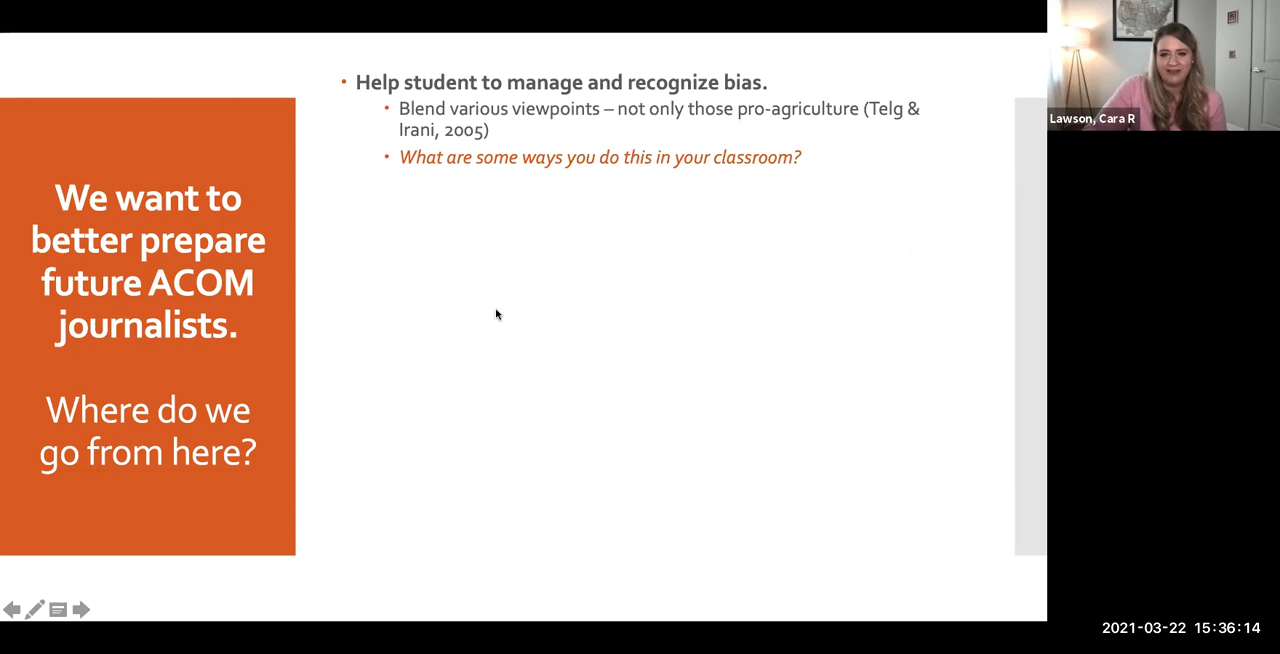 We want to
better prepare
future ACOM
journalists.
Where do we
go from here?
• Help student to manage and recognize bias.
• Blend various viewpoints – not only those pro-agriculture (Telg &
Irani, 2005)
• What are some ways you do this in your classroom?
Lawson, Cara R
2021-03-22 15:36:14